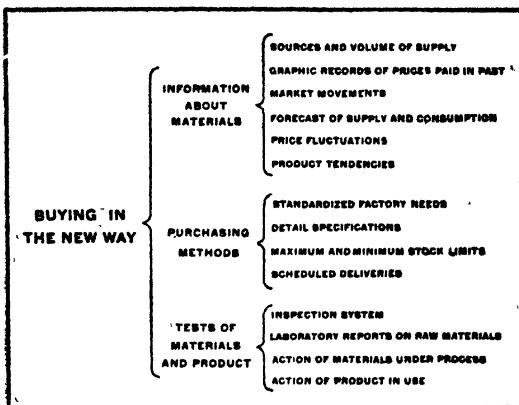 BUYING IN
THE NEW WAY
INFORMATION
ABOUT
MATERIALS
SOURCES AND VOLUME OF SUPPLY
GRAPHIC RECORDS OF PRICES PAID IN PAST
MARKET MOVEMENTS
FORECAST OF SUPPLY AND CONSUMPTION
PRICE FLUCTUATIONS
PRODUCT TENDENCIES
PURCHASING
METHODS
STANDARDIZED FACTORY NEEDS
DETAIL SPECIFICATIONS
MAXIMUM AND MINIMUM STOCK LIMITS
SCHEDULED DELIVERIES
TESTS OF
MATERIALS
AND PRODUCT
INSPECTION SYSTEM
LABORATORY REPORTS ON RAW MATERIALS
ACTION OF MATERIALS UNDER PROCESS
ACTION OF PRODUCT IN USE